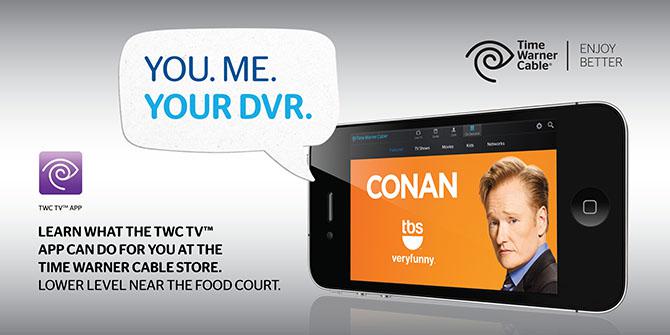 YOU. ME.
YOUR DVR.
Time
Warner
Cable®
ENJOY
BETTER
Time Warner Cable
Featured
TV Shows
Movies
Kids
Networks
CONAN
tbs
veryfunny.
TWC TV™ APP
LEARN WHAT THE TWC TV™
APP CAN DO FOR YOU AT THE
TIME WARNER CABLE STORE.
LOWER LEVEL NEAR THE FOOD COURT.